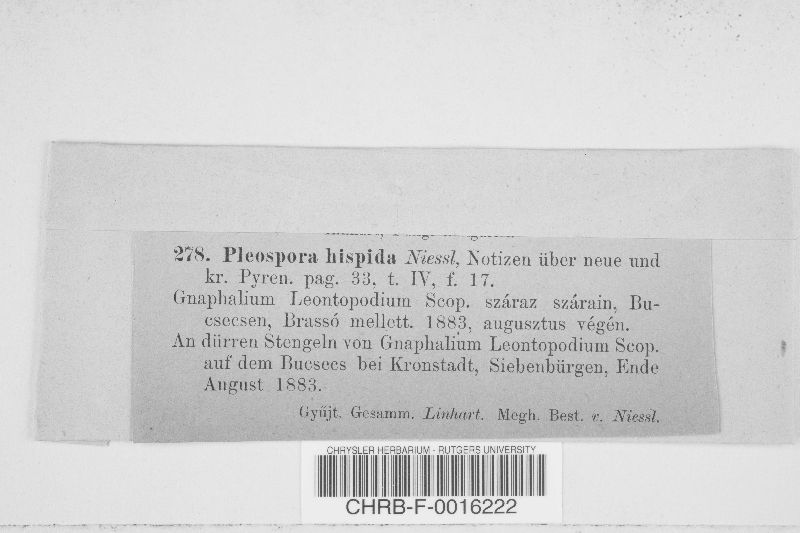 278. Pleospora hispida Niessl, Notizen über neue und
kr. Pyren. pag. 33, t. IV, f. 17.
Gnaphalium Leontopodium Scop. száraz szárain, Bu-
csecsen, Brassó mellett. 1883, augusztus végén.
An dürren Stengeln von Gnaphalium Leontopodium Scop.
auf dem Bucsecs bei Kronstadt, Siebenbürgen, Ende
August 1883.
Gyűjt. Gesamm. Linhart. Megh. Best. v. Niessl.
CHRYSLER HERBARIUM - RUTGERS UNIVERSITY
CHRB-F-0016222